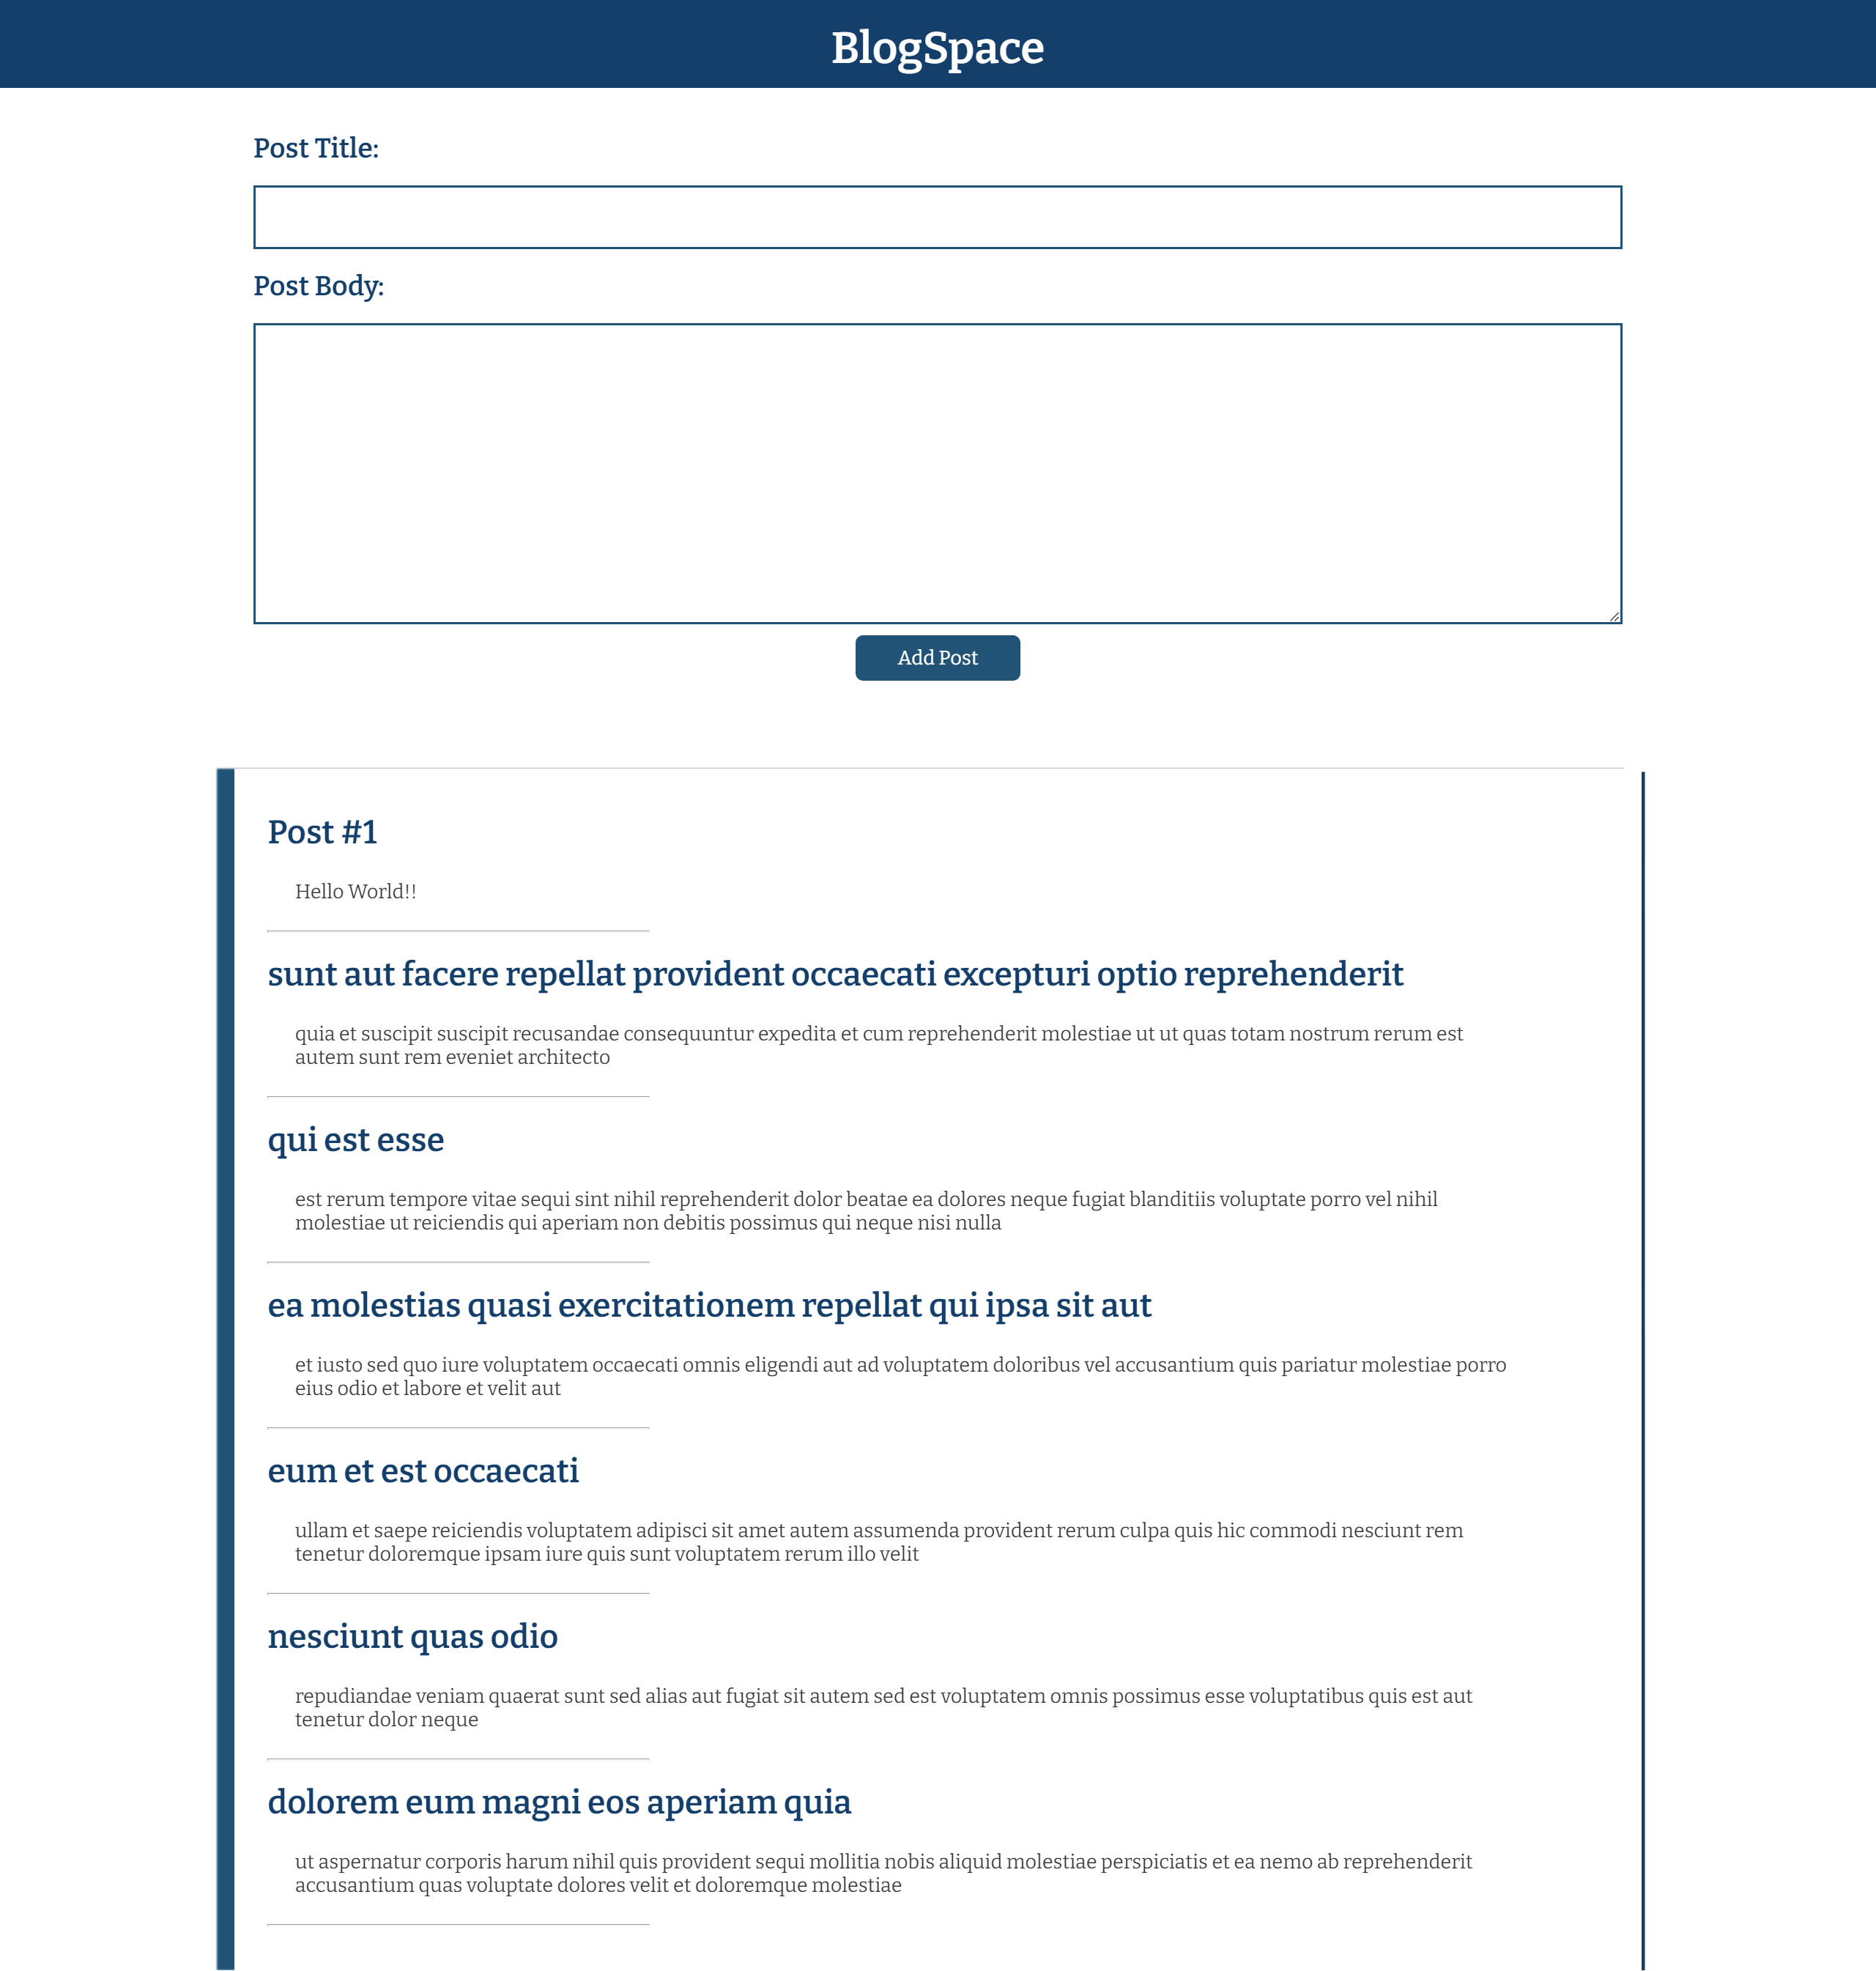 BlogSpace
Post Title:
Post Body:
Add Post
Post #1
Hello World!!
sunt aut facere repellat provident occaecati excepturi optio reprehenderit
quia et suscipit suscipit recusandae consequuntur expedita et cum reprehenderit molestiae ut ut quas totam nostrum rerum est
autem sunt rem eveniet architecto
qui est esse
est rerum tempore vitae sequi sint nihil reprehenderit dolor beatae ea dolores neque fugiat blanditiis voluptate porro vel nihil
molestiae ut reiciendis qui aperiam non debitis possimus qui neque nisi nulla
ea molestias quasi exercitationem repellat qui ipsa sit aut
et iusto sed quo iure voluptatem occaecati omnis eligendi aut ad voluptatem doloribus vel accusantium quis pariatur molestiae porro
eius odio et labore et velit aut
eum et est occaecati
ullam et saepe reiciendis voluptatem adipisci sit amet autem assumenda provident rerum culpa quis hic commodi nesciunt rem
tenetur doloremque ipsam iure quis sunt voluptatem rerum illo velit
nesciunt quas odio
repudiandae veniam quaerat sunt sed alias aut fugiat sit autem sed est voluptatem omnis possimus esse voluptatibus quis est aut
tenetur dolor neque
dolorem eum magni eos aperiam quia
ut aspernatur corporis harum nihil quis provident sequi mollitia nobis aliquid molestiae perspiciatis et ea nemo ab reprehenderit
accusantium quas voluptate dolores velit et doloremque molestiae